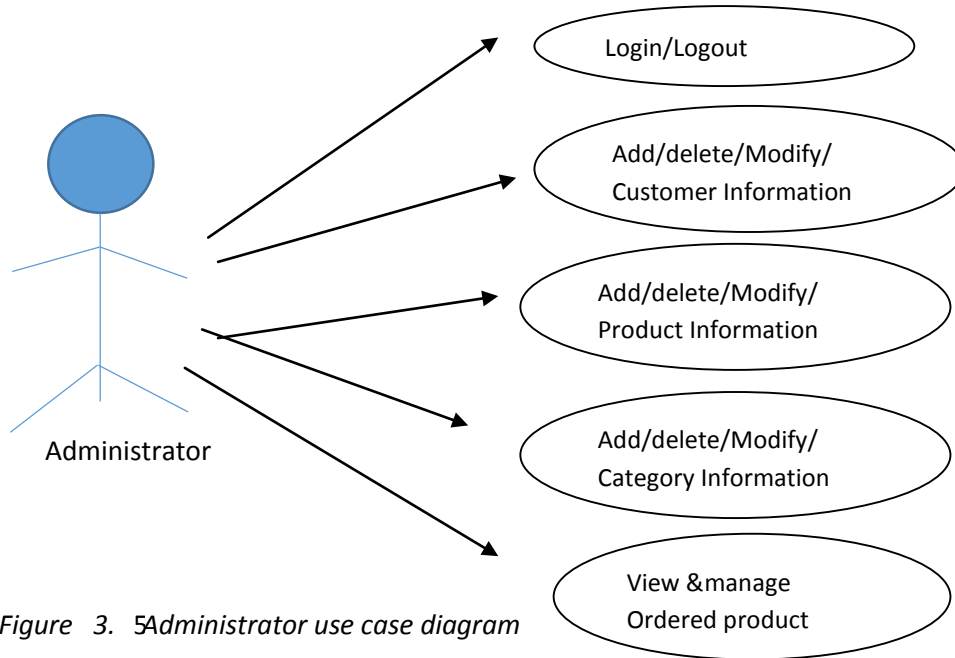 Login/Logout
Add/delete/Modify/
Customer Information
Add/delete/Modify/
Product Information
Administrator
Add/delete/Modify/
Category Information
View &manage
Ordered product
Figure 3. 5Administrator use case diagram